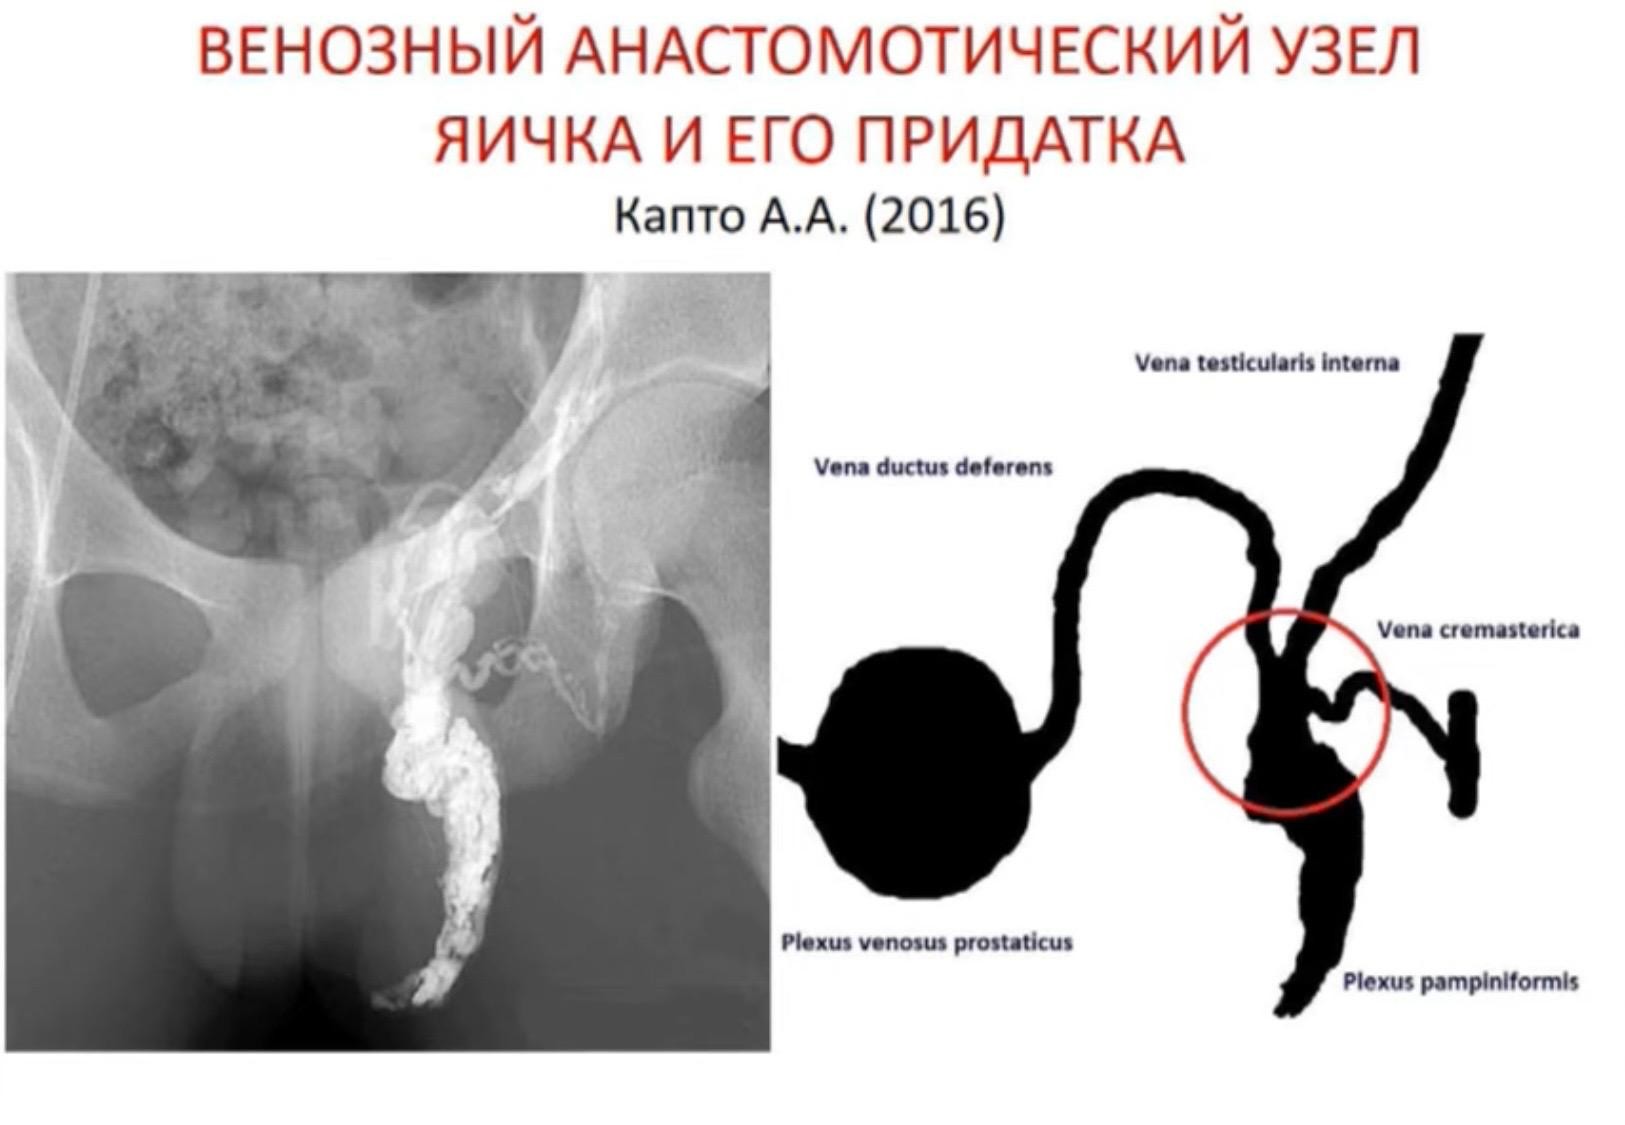 ВЕНОЗНЫЙ АНАСТОМОТИЧЕСКИЙ УЗЕЛ
ЯИЧКА И ЕГО ПРИДАТКА
Капто А.А. (2016)
Vena testicularis interna
Vena ductus deferens
Vena cremasterica
Plexus venosus prostaticus
Plexus pampiniformis